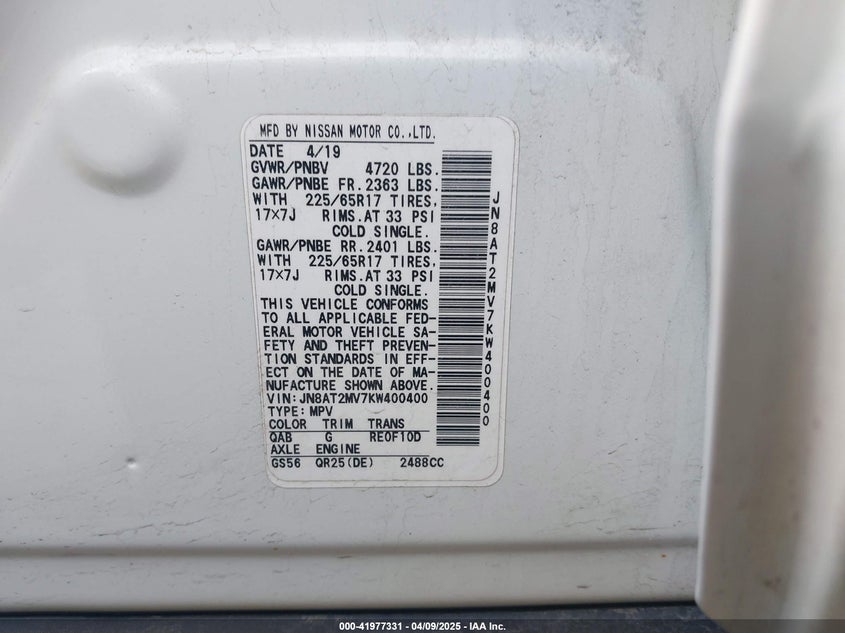 MFD BY NISSAN MOTOR CO.,LTD.
DATE 4/19
GVWR/PNBV 4720 LBS.
GAWR/PNBE FR. 2363 LBS.
WITH 225/65R17 TIRES,
17×7J RIMS.AT 33 PSI
COLD SINGLE.
GAWR/PNBE RR. 2401 LBS.
WITH 225/65R17 TIRES,
17×7J RIMS.AT 33 PSI
COLD SINGLE.
THIS VEHICLE CONFORMS
TO ALL APPLICABLE FED-
ERAL MOTOR VEHICLE SA-
FETY AND THEFT PREVEN-
TION STANDARDS IN EFF-
ECT ON THE DATE OF MA-
NUFACTURE SHOWN ABOVE.
VIN:JN8AT2MV7KW400400
TYPE:MPV
COLOR TRIM TRANS
QAB G RE0F10D
AXLE ENGINE
GS56 QR25(DE) 2488CC
JN8AT2MV7KW400400
000-41977331 - 04/09/2025 - IAA Inc.